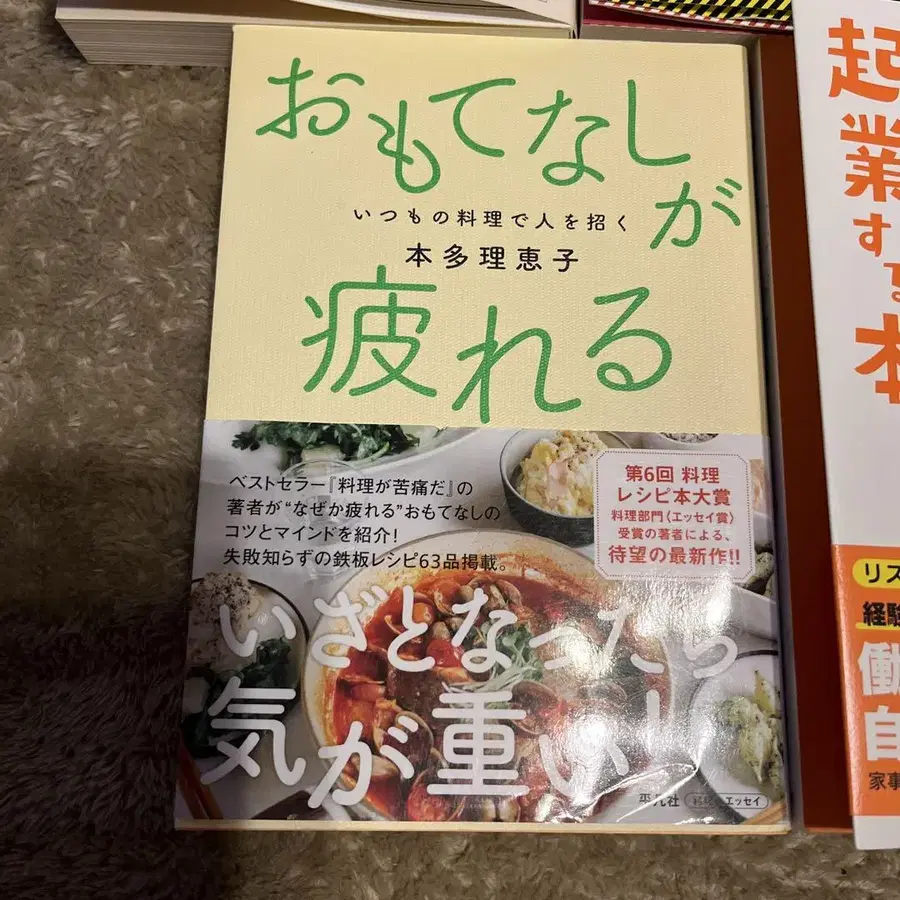 おもてなしが
いつもの料理で人を招く
本多理恵子
疲れる
ベストセラー『料理が苦痛だ』の
著者が“なぜか疲れる”おもてなしの
コツとマインドを紹介!
失敗知らずの鉄板レシピ63品掲載。
第6回 料理
レシピ本大賞
料理部門〈エッセイ賞〉
受賞の著者による、
待望の最新作!!
いざとなったら
気が重い!
平凡社
エッセイ
起業する本
リス
経験
働
自
家事